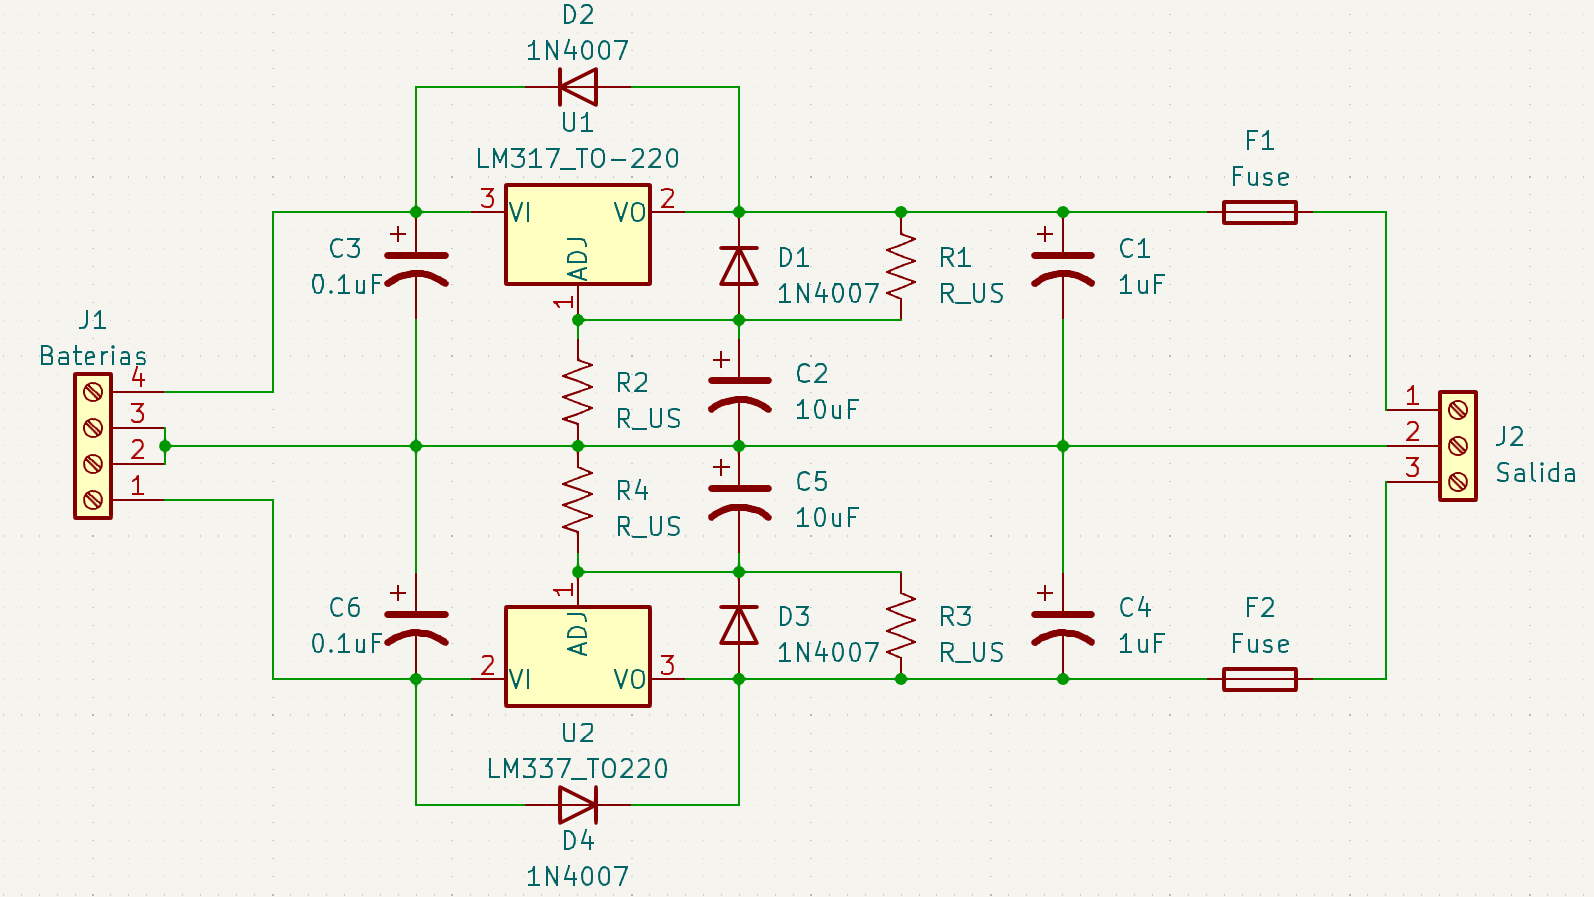 D2
1N4007
U1
LM317_TO-220
3
VI
VO
2
ADJ
1
F1
Fuse
+
C3
0.1uF
D1
1N4007
R1
R_US
+
C1
1uF
J1
Baterias
4
3
2
1
R2
R_US
+
C2
10uF
1
2
3
J2
Salida
R4
R_US
+
C5
10uF
+
C6
0.1uF
1
ADJ
2
VI
VO
3
D3
1N4007
R3
R_US
+
C4
1uF
F2
Fuse
U2
LM337_TO220
D4
1N4007